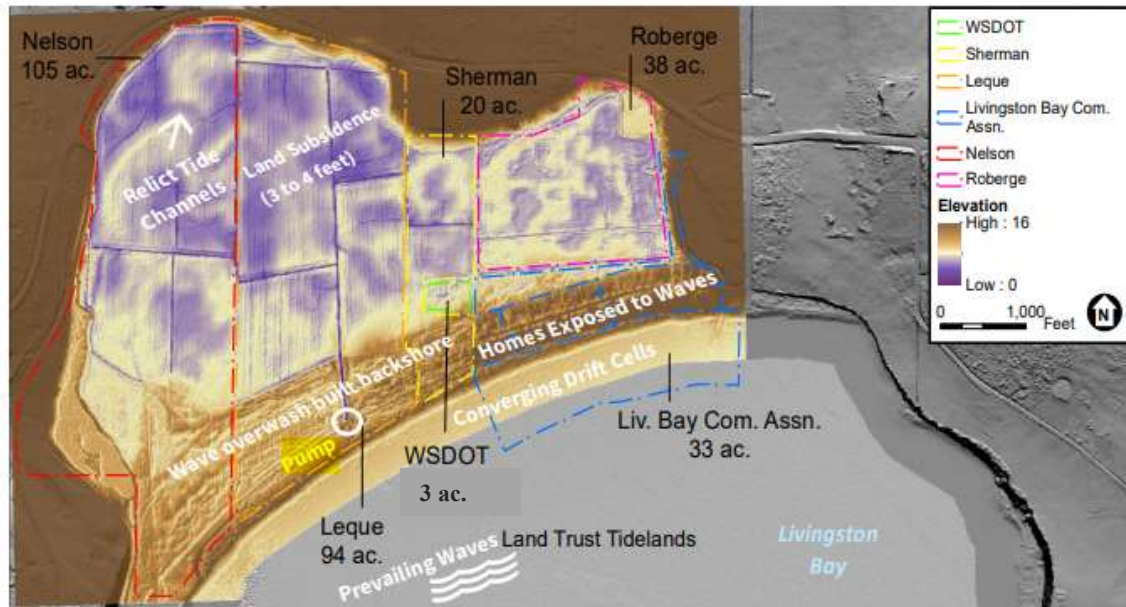 Nelson
105 ac.
Sherman
20 ac.
Roberge
38 ac.
Relict Tide
Channels , Land Subsidence
(3 to 4 feet)
Wave overwash built backshore
Homes Exposed to Waves
Converging Drift Cells
Pump
WSDOT
3 ac.
Leque
94 ac.
Liv. Bay Com. Assn.
33 ac.
Prevailing Waves
Land Trust Tidelands
Livingston
Bay
WSDOT
Sherman
Leque
Livingston Bay Com.
Assn.
Nelson
Roberge
Elevation
High : 16
Low : 0
0 1,000
Feet
N